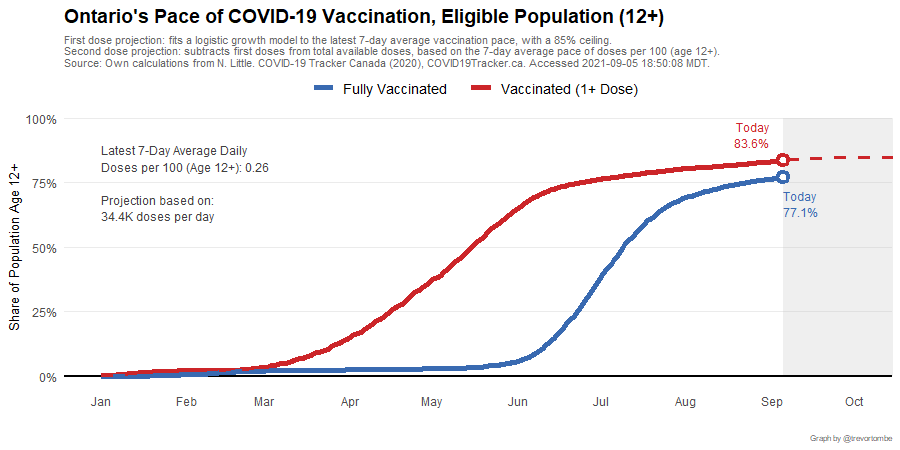 Ontario's Pace of COVID-19 Vaccination, Eligible Population (12+)
First dose projection: fits a logistic growth model to the latest 7-day average vaccination pace, with a 85% ceiling.
Second dose projection: subtracts first doses from total available doses, based on the 7-day average pace of doses per 100 (age 12+).
Source: Own calculations from N. Little. COVID-19 Tracker Canada (2020), COVID19Tracker.ca. Accessed 2021-09-05 18:50:08 MDT.
Fully Vaccinated
Vaccinated (1+ Dose)
100%
75%
50%
25%
0%
Share of Population Age 12+
Latest 7-Day Average Daily
Doses per 100 (Age 12+): 0.26
Projection based on:
34.4K doses per day
Today
83.6%
Today
77.1%
Jan
Feb
Mar
Apr
May
Jun
Jul
Aug
Sep
Oct
Graph by @trevortombe